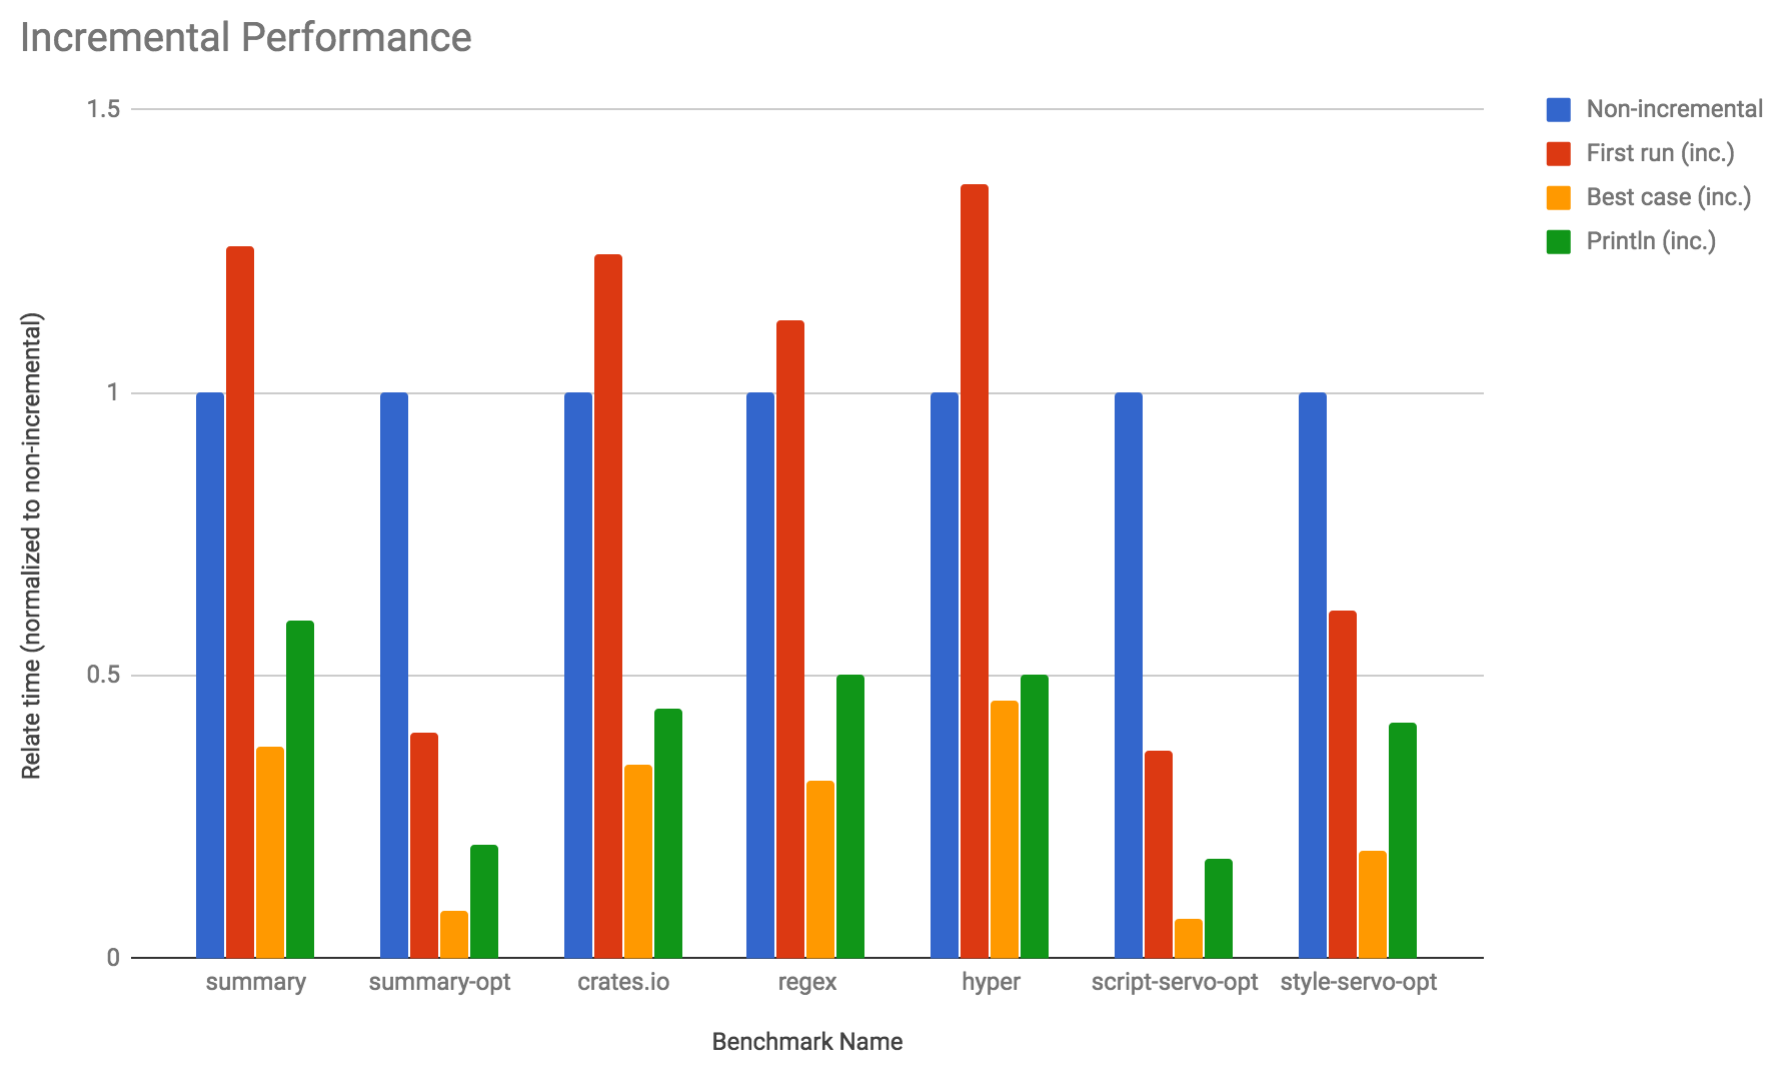 Incremental Performance
1.5
1
0.5
0
Relate time (normalized to non-incremental)
summary summary-opt crates.io regex hyper script-servo-opt style-servo-opt
Benchmark Name
Non-incremental
First run (inc.)
Best case (inc.)
Println (inc.)